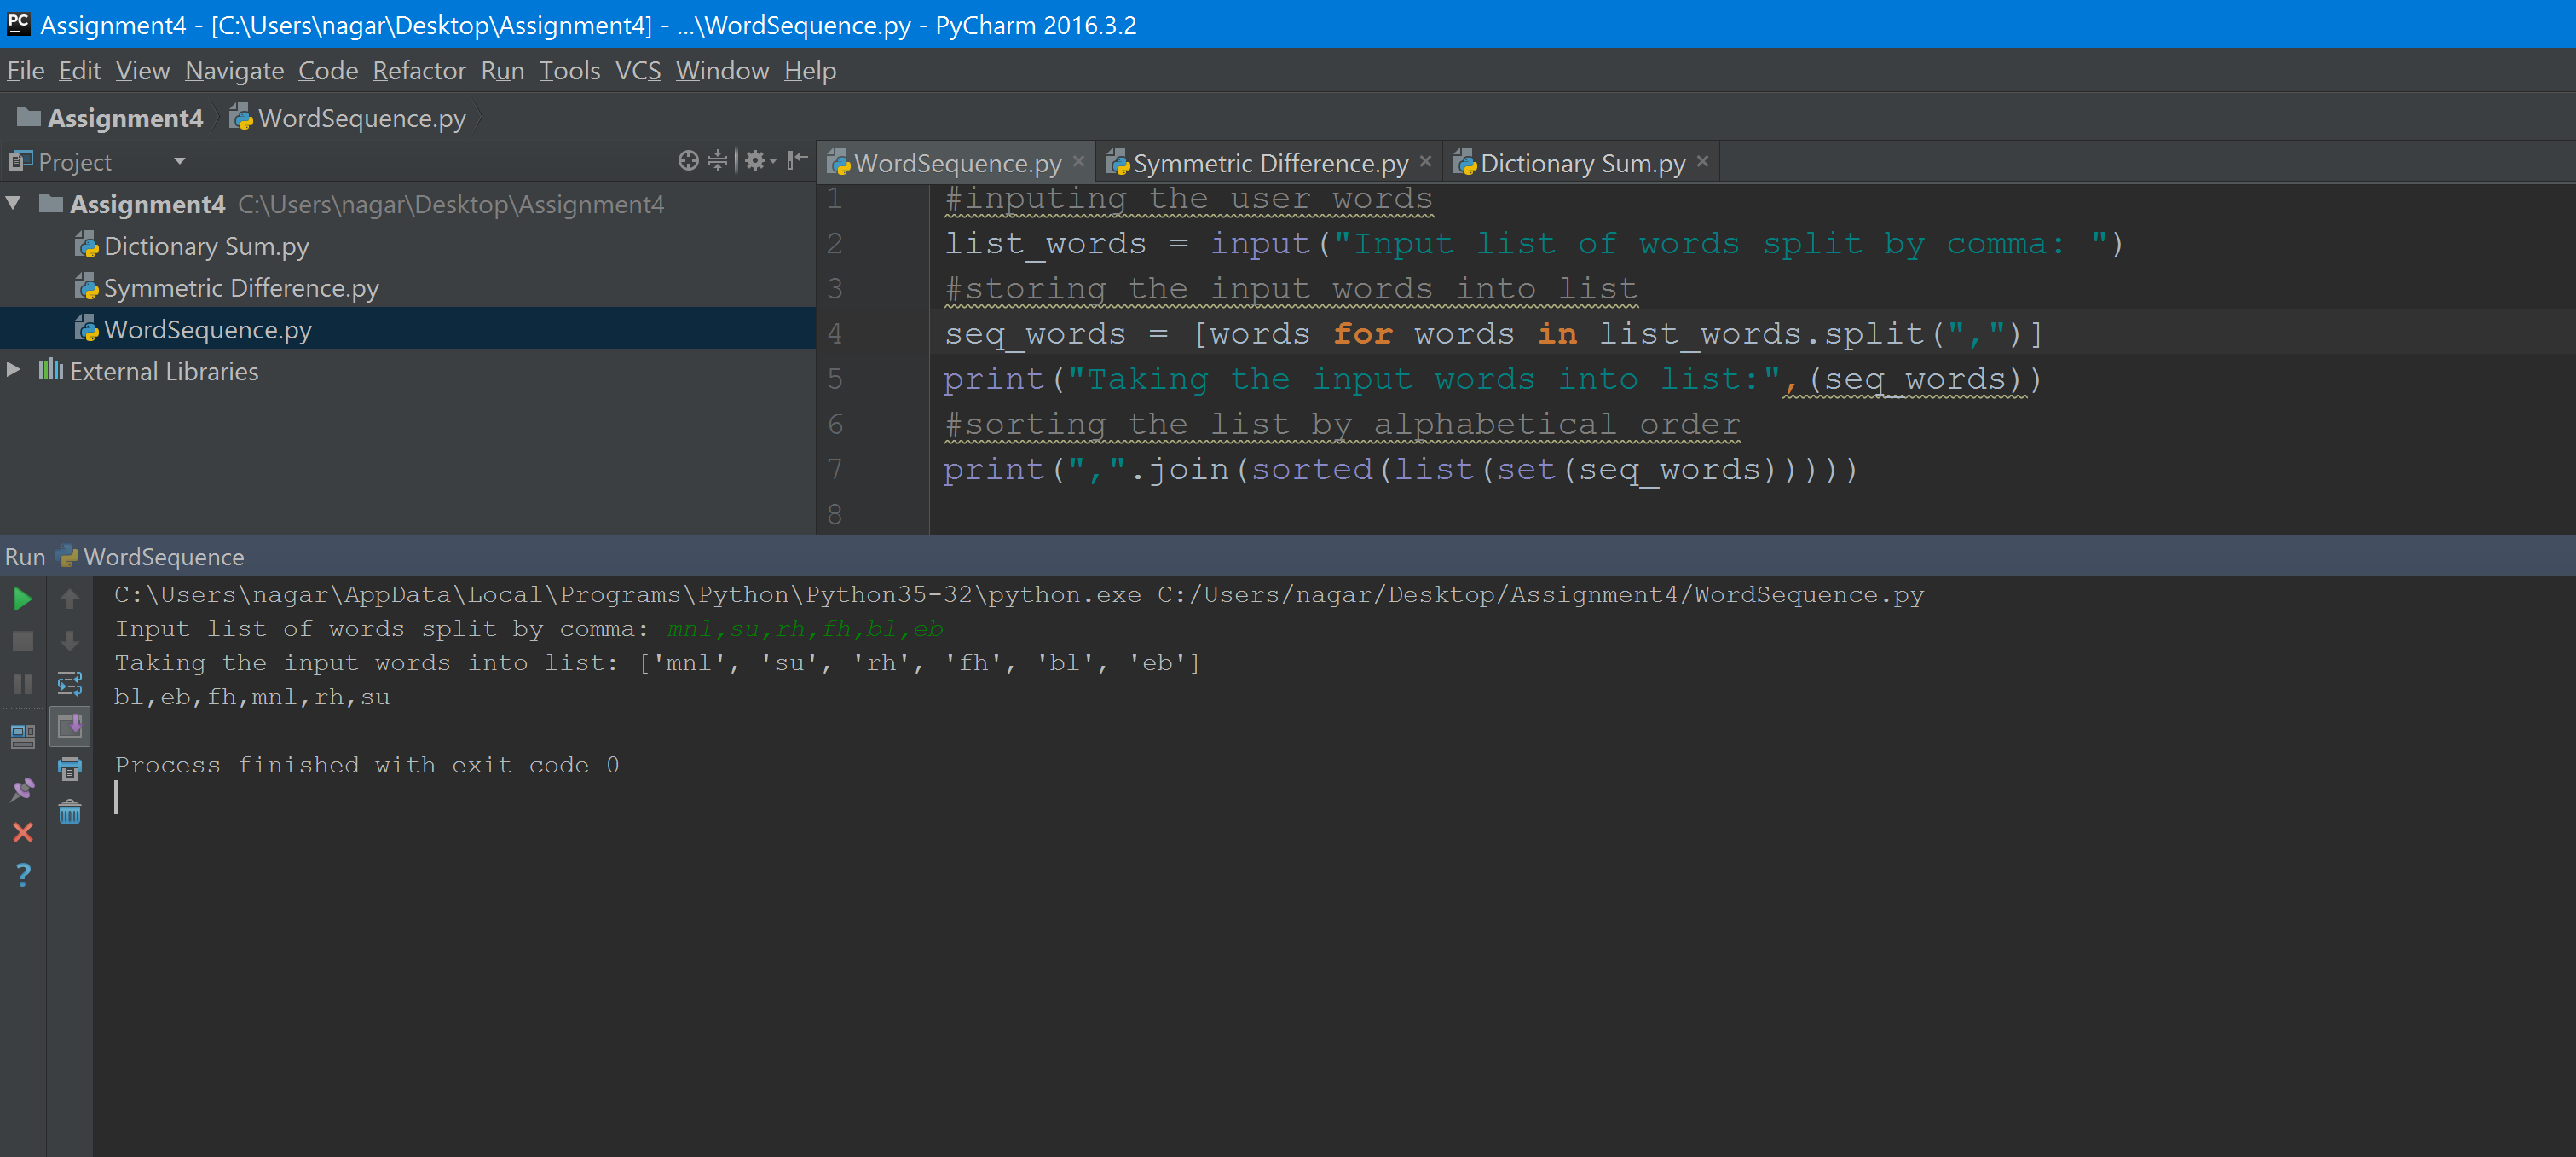 Assignment4 - [C:\Users\nagar\Desktop\Assignment4] - ...\WordSequence.py - PyCharm 2016.3.2
File Edit View Navigate Code Refactor Run Tools VCS Window Help
Assignment4 WordSequence.py
Project
WordSequence.py Symmetric Difference.py Dictionary Sum.py
Assignment4 C:\Users\nagar\Desktop\Assignment4
Dictionary Sum.py
Symmetric Difference.py
WordSequence.py
External Libraries
1 #inputing the user words
2 list_words = input("Input list of words split by comma: ")
3 #storing the input words into list
4 seq_words = [words for words in list_words.split(",")]
5 print("Taking the input words into list:",(seq_words))
6 #sorting the list by alphabetical order
7 print(",".join(sorted(list(set(seq_words)))))
8
Run WordSequence
C:\Users\nagar\AppData\Local\Programs\Python\Python35-32\python.exe C:/Users/nagar/Desktop/Assignment4/WordSequence.py
Input list of words split by comma: mnl,su,rh,fh,bl,eb
Taking the input words into list: ['mnl', 'su', 'rh', 'fh', 'bl', 'eb']
bl,eb,fh,mnl,rh,su
Process finished with exit code 0